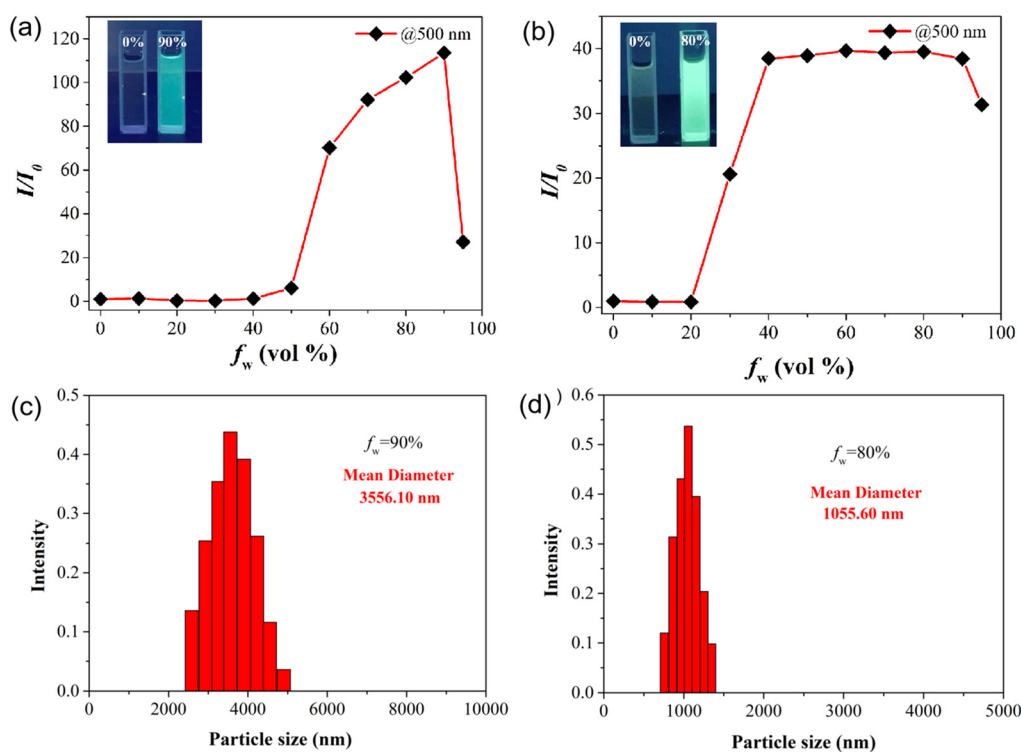 (a)
0% 90%
@500 nm
120
100
80
60
40
20
0
I/I0
0 20 40 60 80 100
fw (vol %)
(b)
0% 80%
@500 nm
40
30
20
10
0
I/I0
0 20 40 60 80 100
fw (vol %)
(c)
0.5
0.4
0.3
0.2
0.1
0.0
Intensity
fw=90%
Mean Diameter
3556.10 nm
0 2000 4000 6000 8000 10000
Particle size (nm)
(d) )
0.6
0.5
0.4
0.3
0.2
0.1
0.0
Intensity
fw=80%
Mean Diameter
1055.60 nm
0 1000 2000 3000 4000 5000
Particle size (nm)